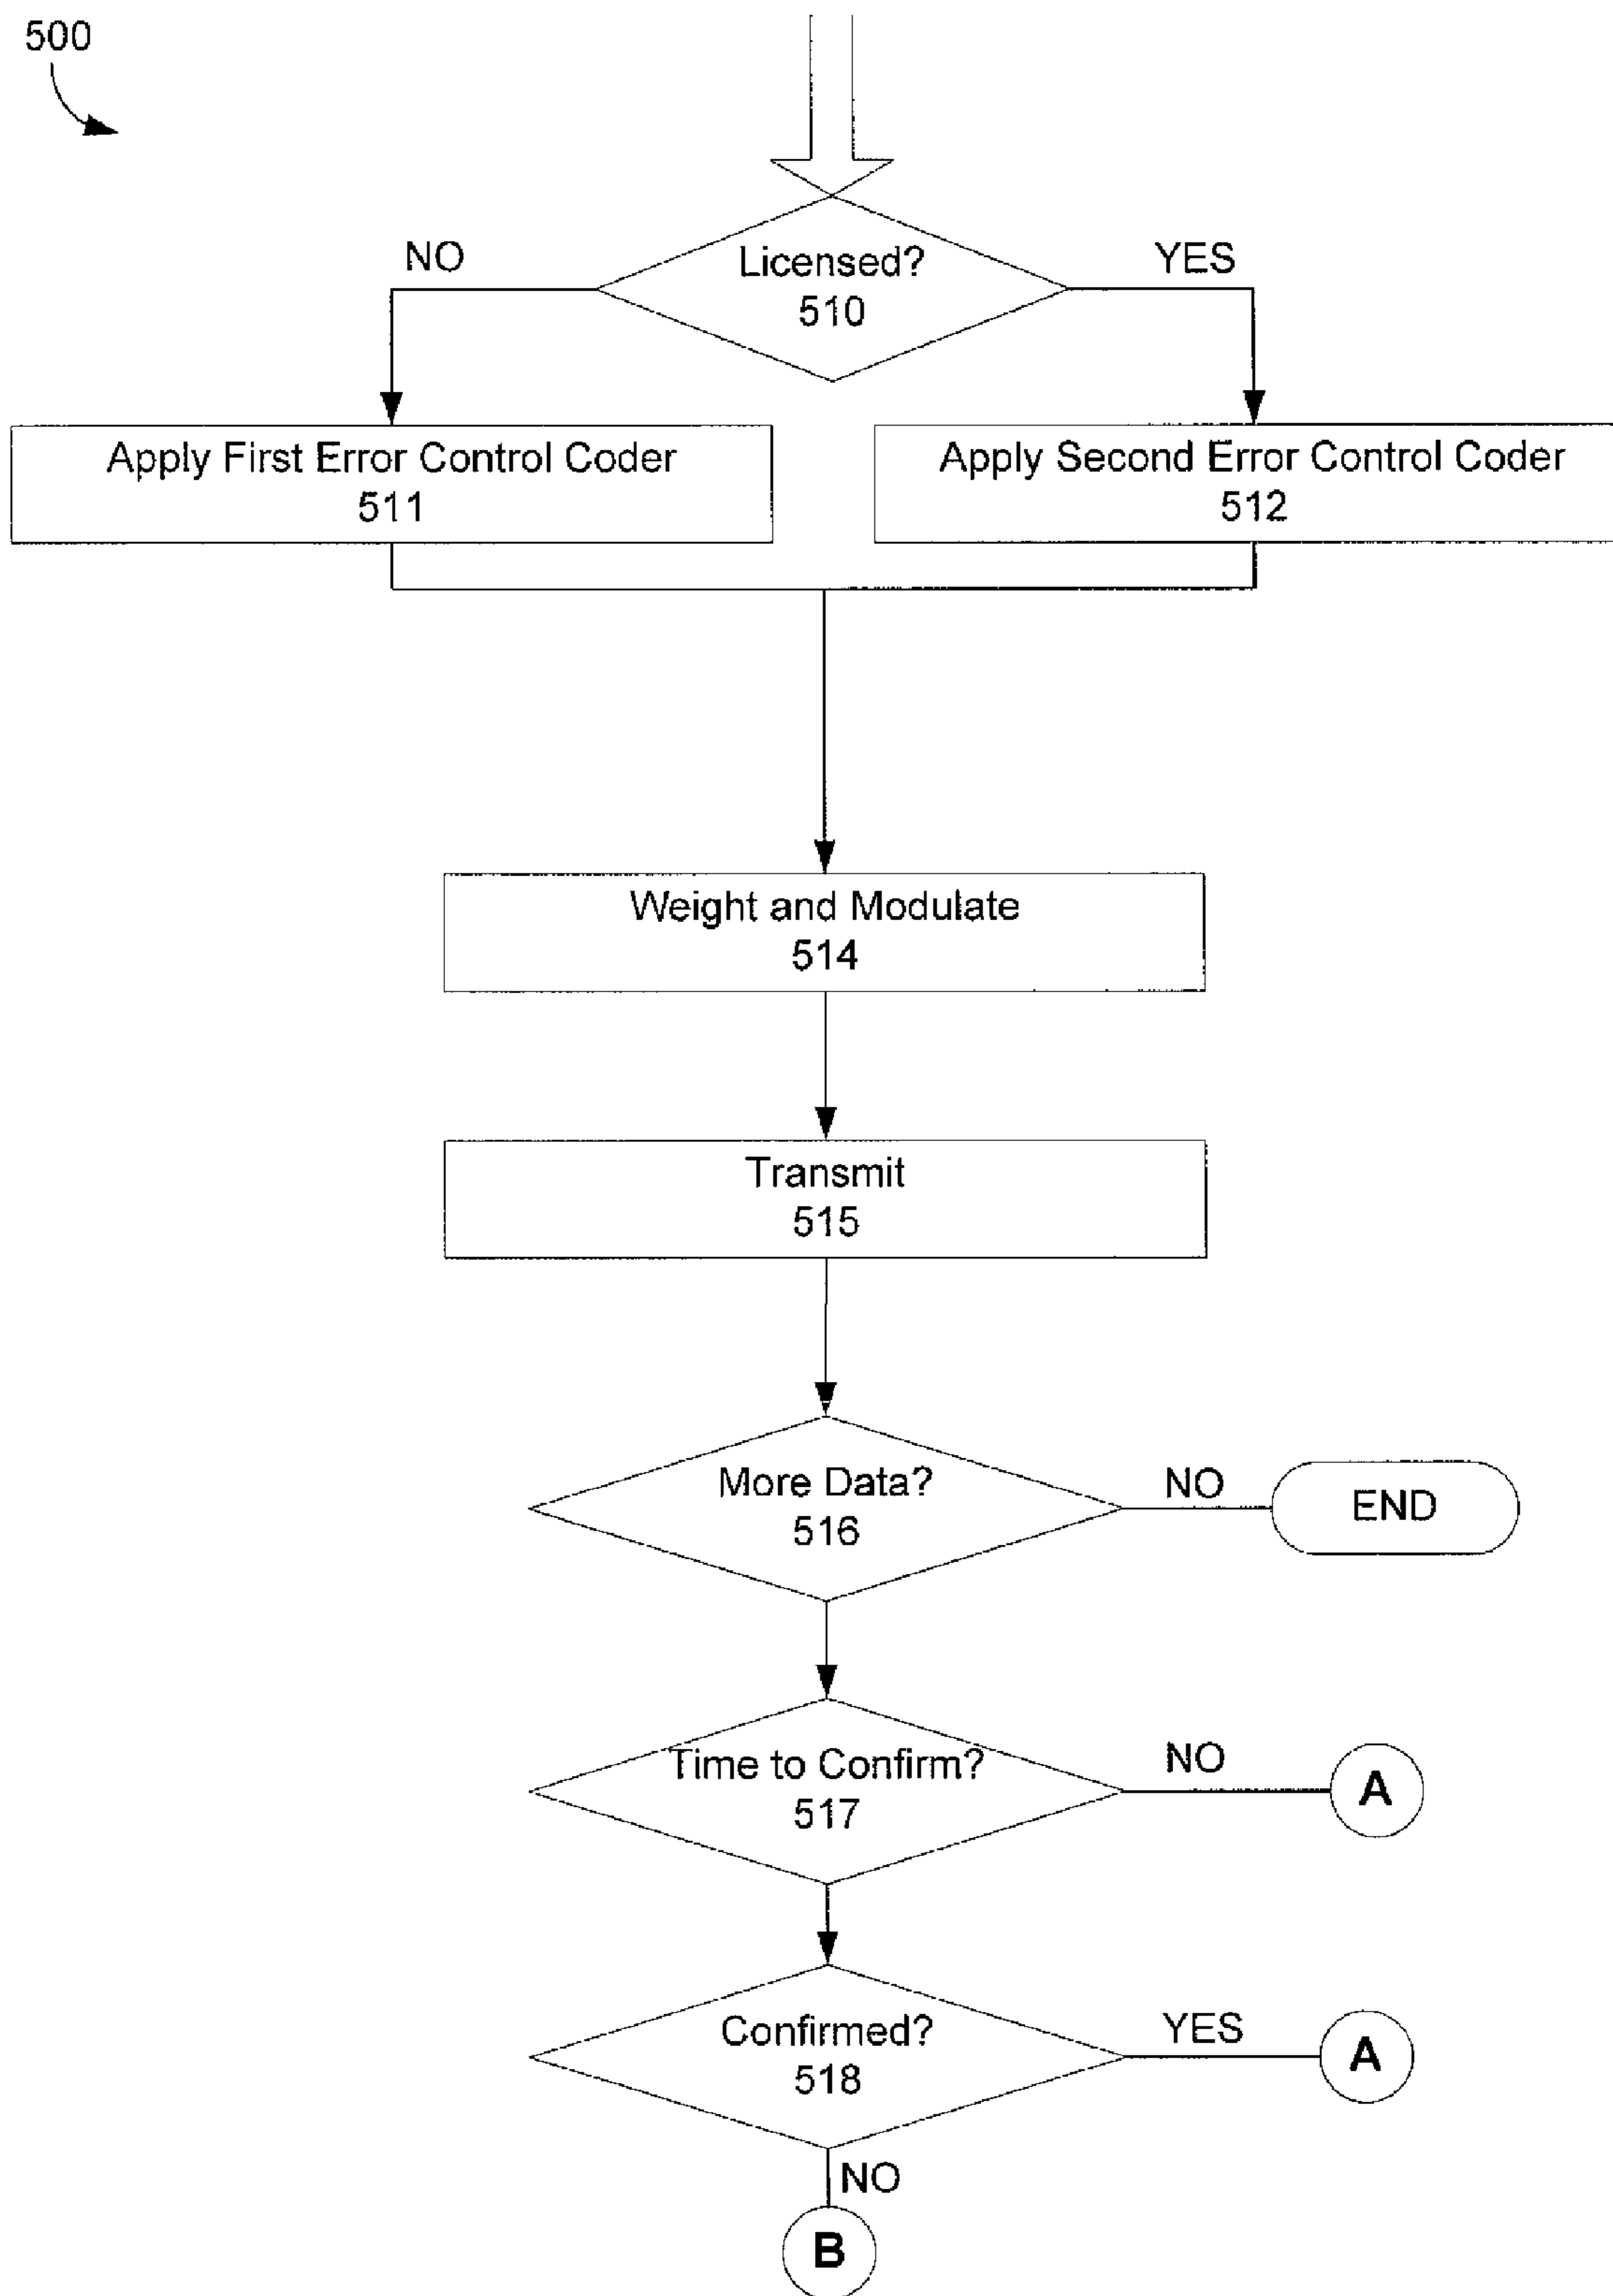 500
NO
Licensed?
510
YES
Apply First Error Control Coder
511
Apply Second Error Control Coder
512
Weight and Modulate
514
Transmit
515
More Data?
516
NO
END
Time to Confirm?
517
NO
A
Confirmed?
518
YES
A
NO
B